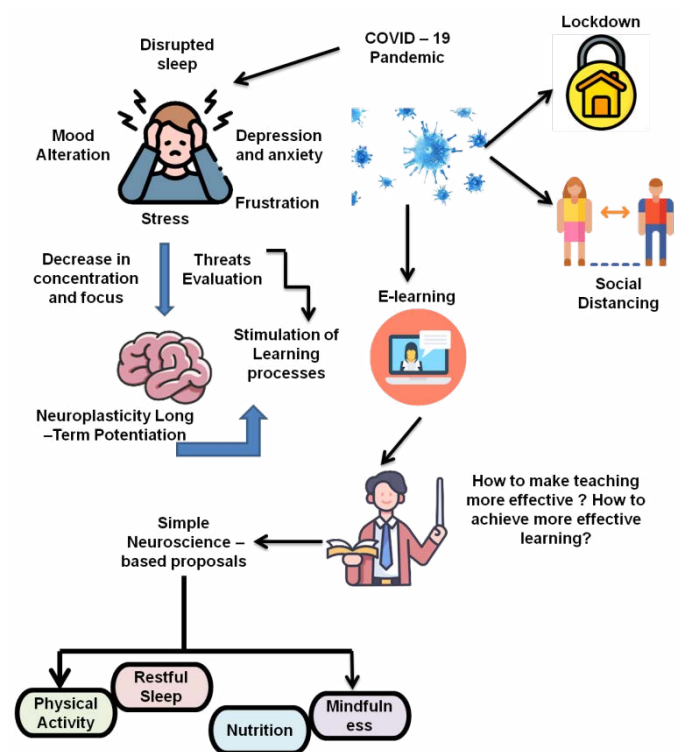 Lockdown
COVID – 19
Pandemic
Disrupted
sleep
Mood
Alteration
Depression
and anxiety
Frustration
Stress
Social
Distancing
Decrease in
concentration
and focus
Threats
Evaluation
E-learning
Stimulation of
Learning
processes
Neuroplasticity Long
–Term Potentiation
How to make teaching
more effective ? How to
achieve more effective
learning?
Simple
Neuroscience –
based proposals
Physical
Activity
Restful
Sleep
Nutrition
Mindfuln
ess